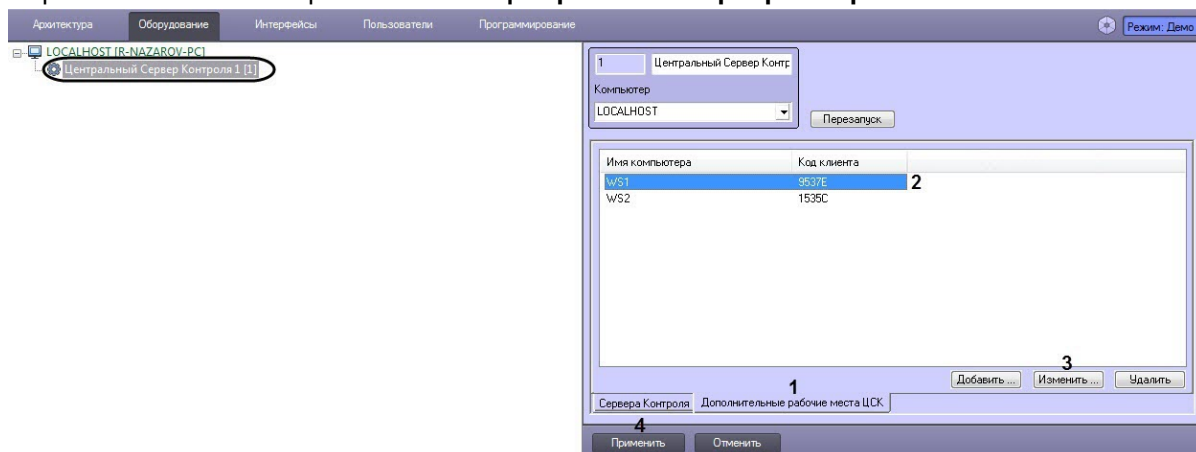 Архитектура Оборудование Интерфейсы Пользователи Программирование Режим: Демо
LOCALHOST [R-NAZAROV-PC]
Центральный Сервер Контроля 1 [1]
1 Центральный Сервер Контр
Компьютер
LOCALHOST
Перезапуск
Имя компьютера Код клиента
WS1 9537E 2
WS2 1535C
3
Добавить ... Изменить ... Удалить
1
Сервера Контроля Дополнительные рабочие места ЦСК
4
Применить Отменить